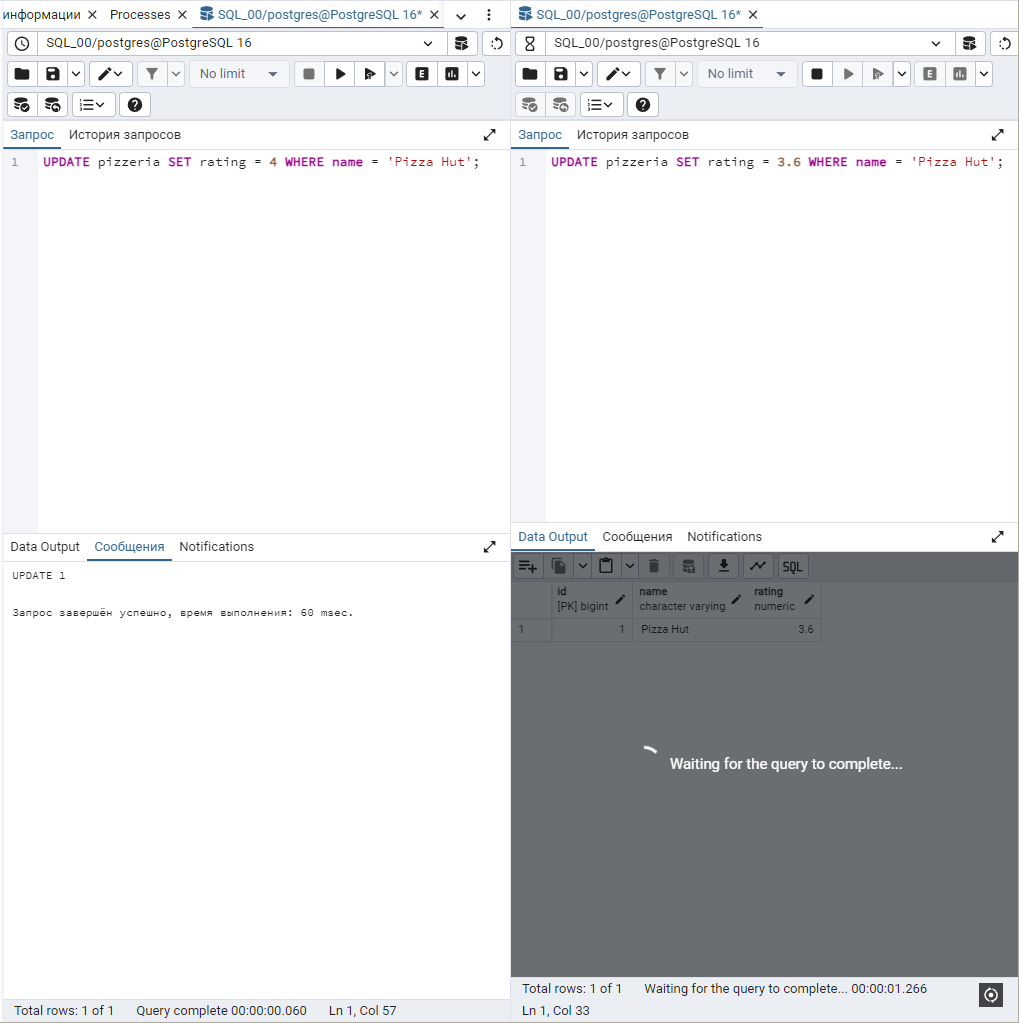 информации
Processes
SQL_00/postgres@PostgreSQL 16*
SQL_00/postgres@PostgreSQL 16
No limit
E
Запрос
История запросов
1 UPDATE pizzeria SET rating = 4 WHERE name = 'Pizza Hut';
Data Output
Сообщения
Notifications
UPDATE 1
Запрос завершён успешно, время выполнения: 60 msec.
Total rows: 1 of 1
Query complete 00:00:00.060
Ln 1, Col 57
SQL_00/postgres@PostgreSQL 16*
SQL_00/postgres@PostgreSQL 16
No limit
E
Запрос
История запросов
1 UPDATE pizzeria SET rating = 3.6 WHERE name = 'Pizza Hut';
Data Output
Сообщения
Notifications
SQL
id
[PK] bigint
name
character varying
rating
numeric
1 1 Pizza Hut 3.6
Waiting for the query to complete...
Total rows: 1 of 1
Waiting for the query to complete... 00:00:01.266
Ln 1, Col 33